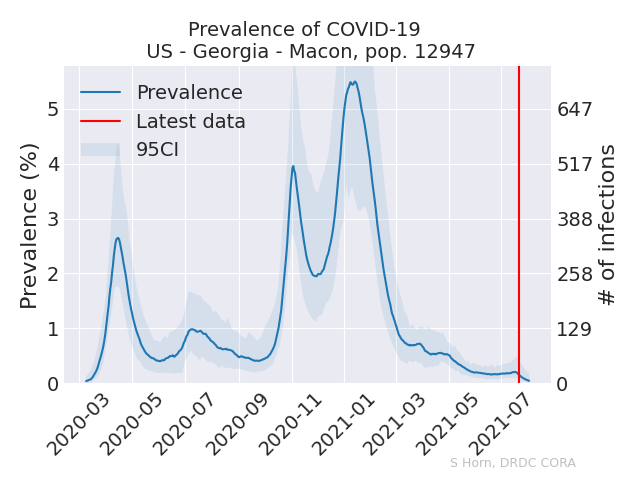 Prevalence of COVID-19
US - Georgia - Macon, pop. 12947
Prevalence
Latest data
95CI
Prevalence (%)
5
4
3
2
1
0
647
517
388
258
129
0
# of infections
2020-03
2020-05
2020-07
2020-09
2020-11
2021-01
2021-03
2021-05
2021-07
S Horn, DRDC CORA